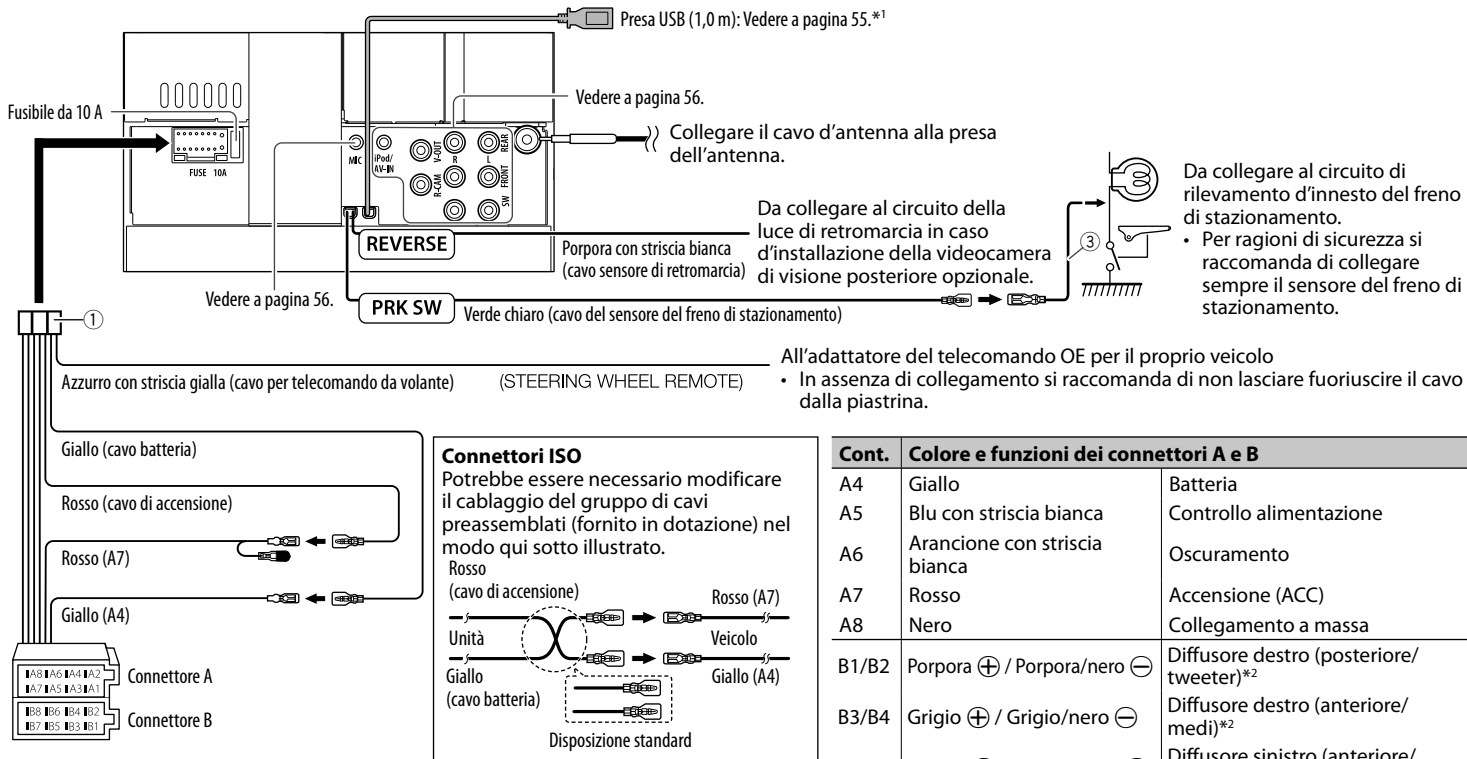 Presa USB (1,0 m): Vedere a pagina 55.*1
Fusibile da 10 A
Vedere a pagina 56.
Collegare il cavo d'antenna alla presa
dell'antenna.
FUSE 10A
MIC
iPod/
AV-IN
V-OUT
R-CAM
R
L
REAR
FRONT
SW
REVERSE
Porpora con striscia bianca
(cavo sensore di retromarcia)
Da collegare al circuito della
luce di retromarcia in caso
d'installazione della videocamera
di visione posteriore opzionale.
Da collegare al circuito di
rilevamento d'innesto del freno
di stazionamento.
• Per ragioni di sicurezza si
raccomanda di collegare
sempre il sensore del freno di
stazionamento.
③
Vedere a pagina 56.
PRK SW
Verde chiaro (cavo del sensore del freno di stazionamento)
①
Azzurro con striscia gialla (cavo per telecomando da volante)
(STEERING WHEEL REMOTE)
All'adattatore del telecomando OE per il proprio veicolo
• In assenza di collegamento si raccomanda di non lasciare fuoriuscire il cavo
dalla piastrina.
Giallo (cavo batteria)
Rosso (cavo di accensione)
Rosso (A7)
Giallo (A4)
A8 A6 A4 A2
A7 A5 A3 A1
Connettore A
B8 B6 B4 B2
B7 B5 B3 B1
Connettore B
Connettori ISO
Potrebbe essere necessario modificare
il cablaggio del gruppo di cavi
preassemblati (fornito in dotazione) nel
modo qui sotto illustrato.
Rosso
(cavo di accensione)
Rosso (A7)
Unità
Veicolo
Giallo
(cavo batteria)
Giallo (A4)
Disposizione standard
Cont. Colore e funzioni dei connettori A e B
A4 Giallo Batteria
A5 Blu con striscia bianca Controllo alimentazione
A6 Arancione con striscia
bianca Oscuramento
A7 Rosso Accensione (ACC)
A8 Nero Collegamento a massa
B1/B2 Porpora ⊕ / Porpora/nero ⊖ Diffusore destro (posteriore/
tweeter)*2
B3/B4 Grigio ⊕ / Grigio/nero ⊖ Diffusore destro (anteriore/
medi)*2
Diffusore sinistro (anteriore/